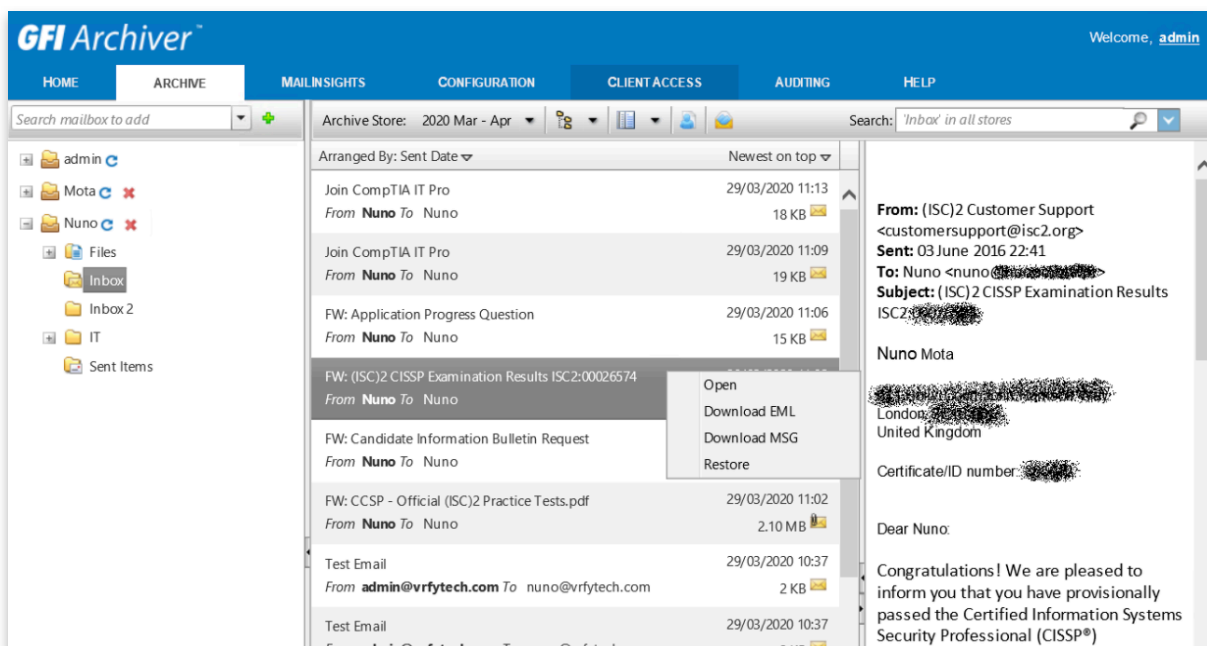 GFI Archiver™
Welcome, admin
HOME ARCHIVE MAILINSIGHTS CONFIGURATION CLIENT ACCESS AUDITING HELP
Search mailbox to add
Archive Store: 2020 Mar - Apr
Search: 'Inbox' in all stores
admin
Mota
Nuno
Files
Inbox
Inbox 2
IT
Sent Items
Arranged By: Sent Date Newest on top
Join CompTIA IT Pro 29/03/2020 11:13
From Nuno To Nuno 18 KB
Join CompTIA IT Pro 29/03/2020 11:09
From Nuno To Nuno 19 KB
FW: Application Progress Question 29/03/2020 11:06
From Nuno To Nuno 15 KB
FW: (ISC)2 CISSP Examination Results ISC2:00026574
From Nuno To Nuno
Open
Download EML
Download MSG
Restore
FW: Candidate Information Bulletin Request
From Nuno To Nuno
FW: CCSP - Official (ISC)2 Practice Tests.pdf 29/03/2020 11:02
From Nuno To Nuno 2.10 MB
Test Email 29/03/2020 10:37
From admin@vrfytech.com To nuno@vrfytech.com 2 KB
Test Email 29/03/2020 10:37
From: (ISC)2 Customer Support
<customersupport@isc2.org>
Sent: 03 June 2016 22:41
To: Nuno <nuno
Subject: (ISC)2 CISSP Examination Results
ISC2:
Nuno Mota
London
United Kingdom
Certificate/ID number:
Dear Nuno:
Congratulations! We are pleased to
inform you that you have provisionally
passed the Certified Information Systems
Security Professional (CISSP®)